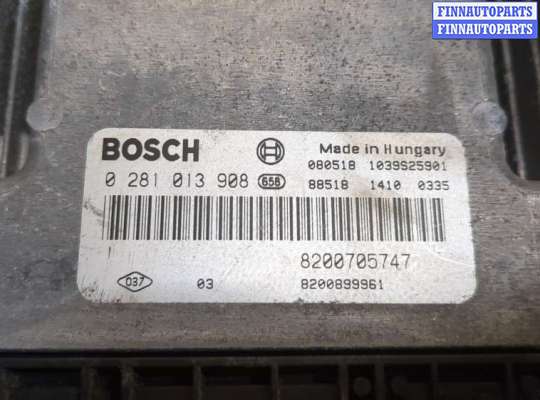 FINNAUTOPARTS
FINNAUTOPARTS
BOSCH
Made in Hungary
080518 1039S25901
0 281 013 908 658
88518 1410 0335
8200705747
037 03 8200899961